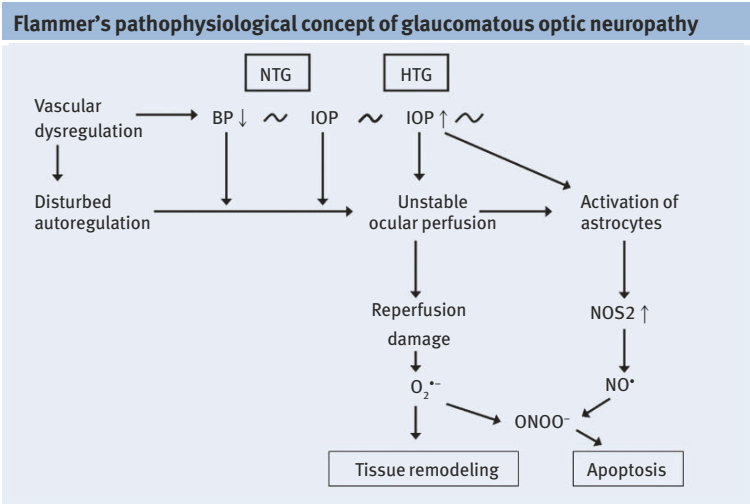 Flammer's pathophysiological concept of glaucomatous optic neuropathy
NTG
HTG
Vascular
dysregulation
BP ↓ ~ IOP ~ IOP ↑ ~
Disturbed
autoregulation
Unstable
ocular perfusion
Activation of
astrocytes
Reperfusion
damage
NOS2 ↑
O₂•–
NO•
ONOO–
Tissue remodeling
Apoptosis